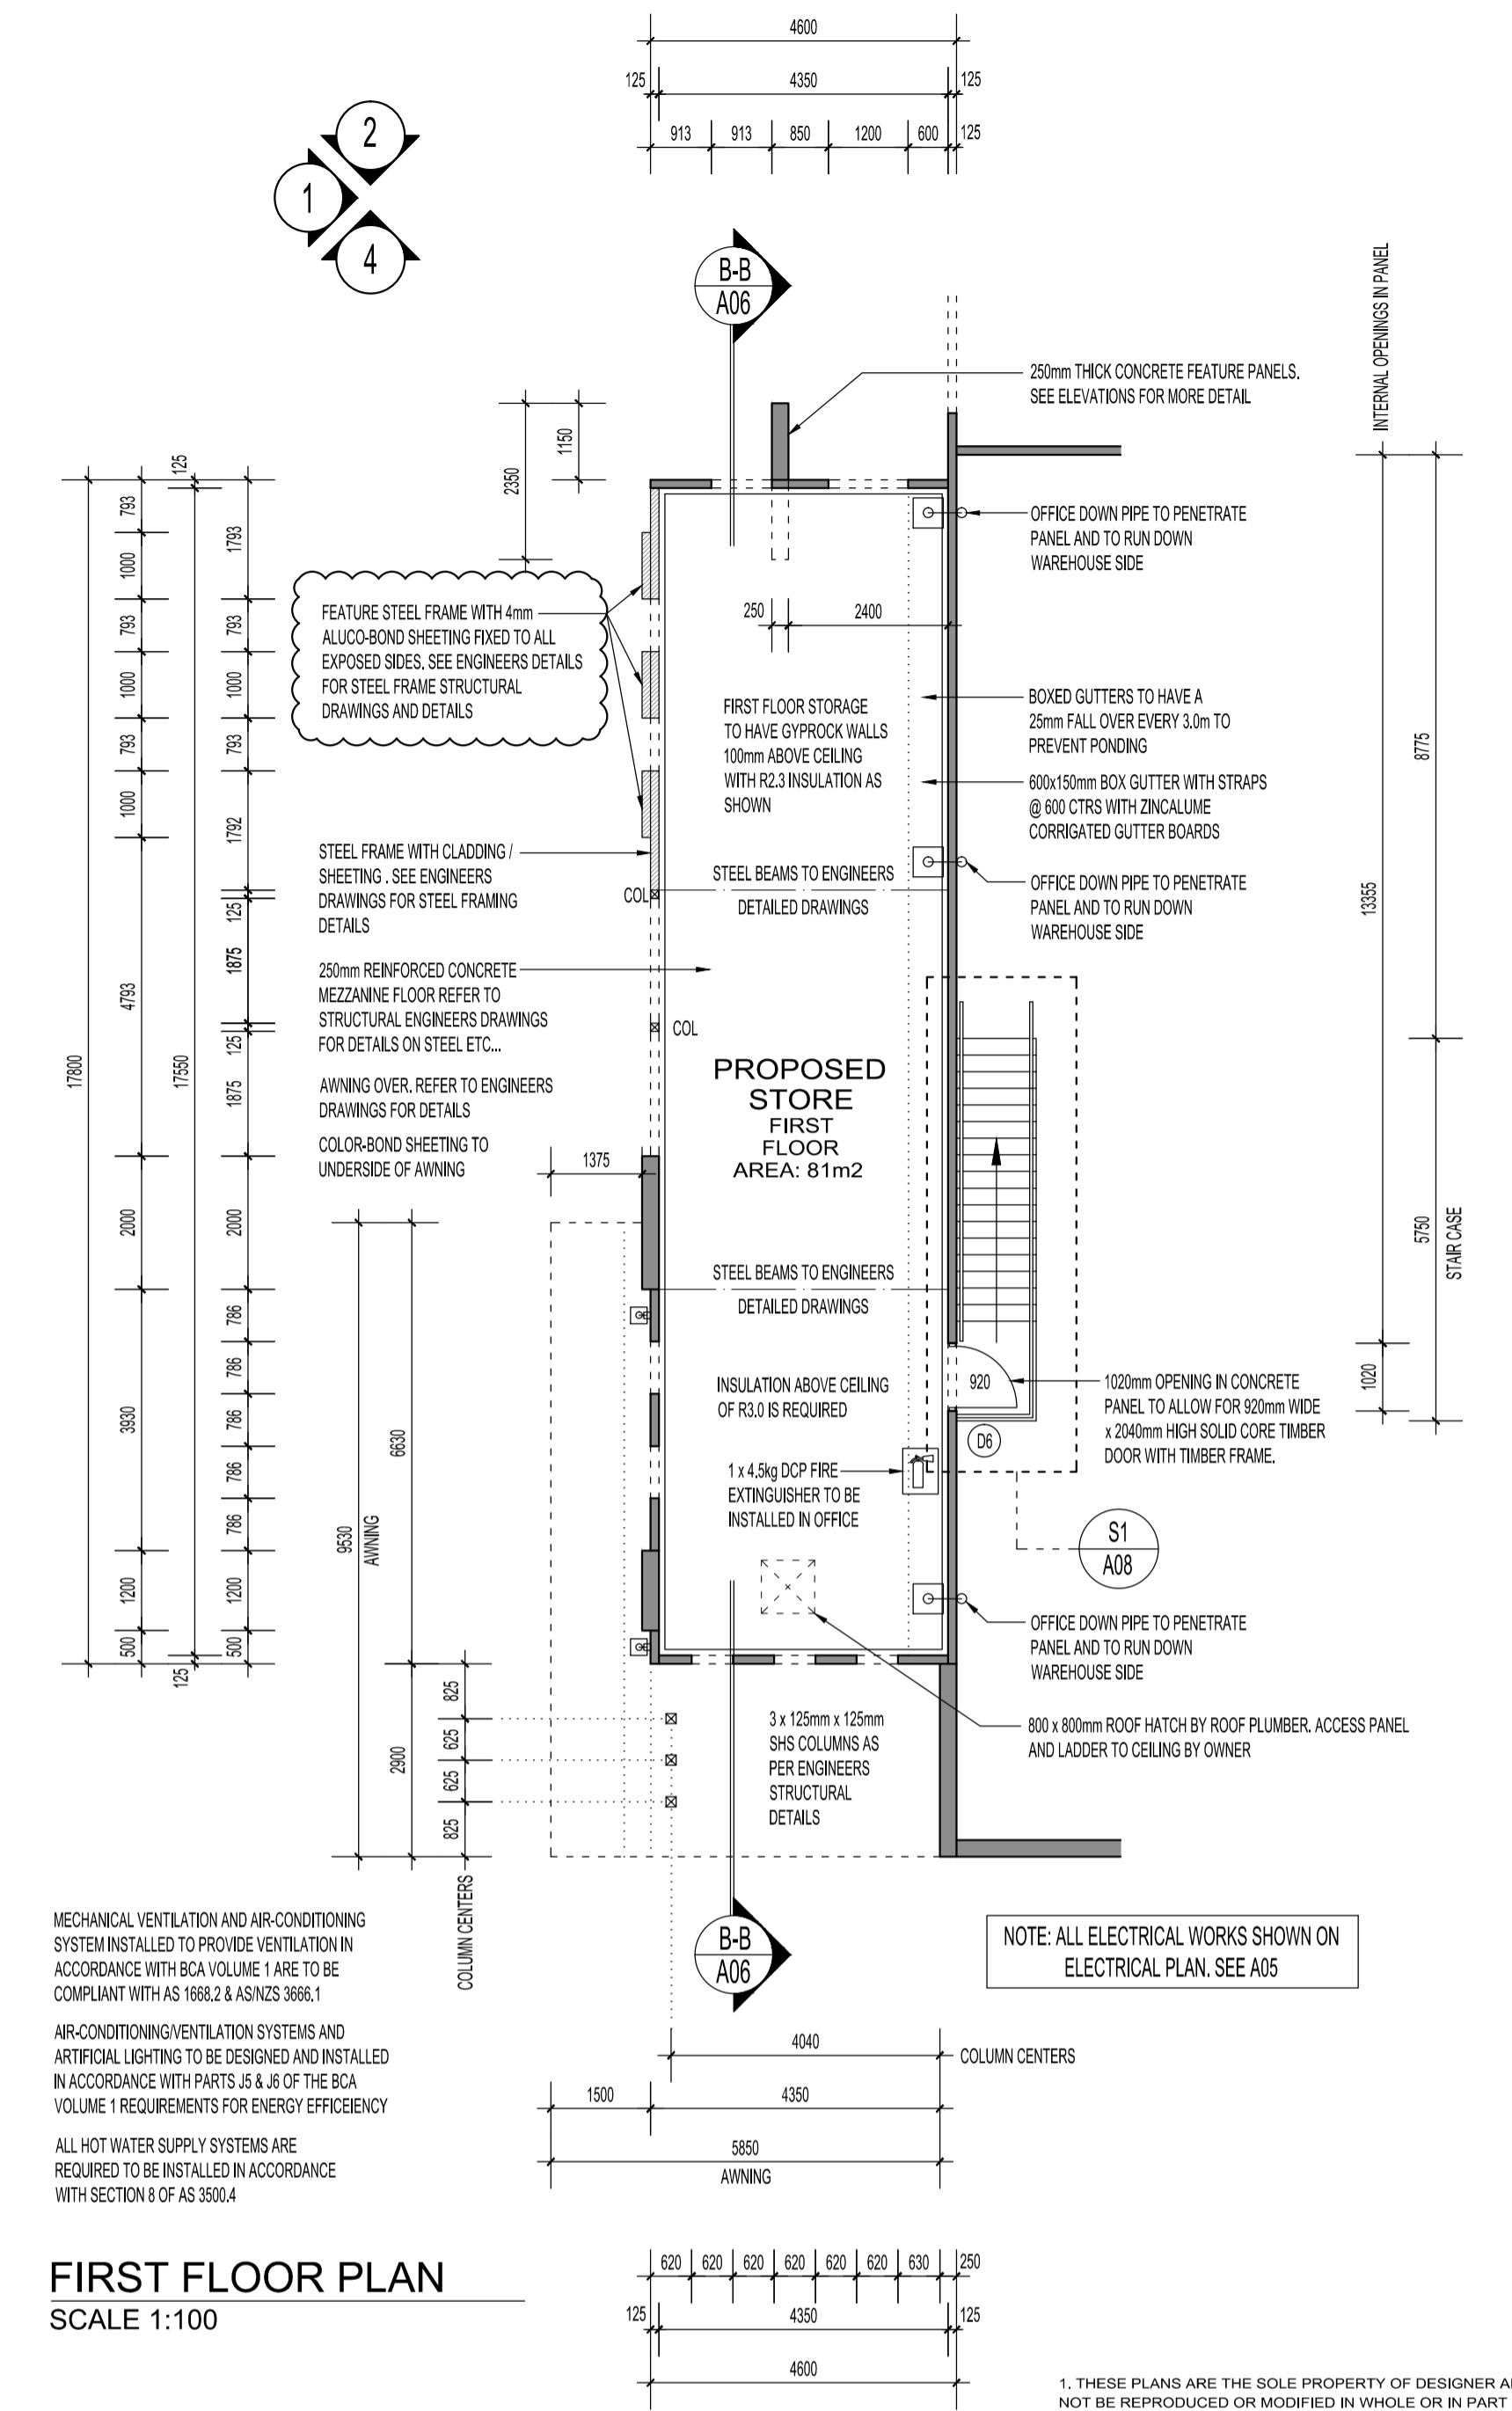 4600
125 4350 125
913 913 850 1200 600 125
2
1
4
B-B
A06
INTERNAL OPENINGS IN PANEL
250mm THICK CONCRETE FEATURE PANELS.
SEE ELEVATIONS FOR MORE DETAIL
1150
2350
125
793
1000
793
1000
793
1000
4793
2000
3930
1200
500
17800
17550
125
1793
793
1000
793
1792
125
1875
125
1875
2000
786
786
786
786
786
1200
500
OFFICE DOWN PIPE TO PENETRATE
PANEL AND TO RUN DOWN
WAREHOUSE SIDE
FEATURE STEEL FRAME WITH 4mm
ALUCO-BOND SHEETING FIXED TO ALL
EXPOSED SIDES. SEE ENGINEERS DETAILS
FOR STEEL FRAME STRUCTURAL
DRAWINGS AND DETAILS
250 2400
FIRST FLOOR STORAGE
TO HAVE GYPROCK WALLS
100mm ABOVE CEILING
WITH R2.3 INSULATION AS
SHOWN
BOXED GUTTERS TO HAVE A
25mm FALL OVER EVERY 3.0m TO
PREVENT PONDING
600x150mm BOX GUTTER WITH STRAPS
@ 600 CTRS WITH ZINCALUME
CORRIGATED GUTTER BOARDS
8775
13355
5750
STAIR CASE
1020
STEEL FRAME WITH CLADDING /
SHEETING . SEE ENGINEERS
DRAWINGS FOR STEEL FRAMING
DETAILS
COL
STEEL BEAMS TO ENGINEERS
DETAILED DRAWINGS
OFFICE DOWN PIPE TO PENETRATE
PANEL AND TO RUN DOWN
WAREHOUSE SIDE
250mm REINFORCED CONCRETE
MEZZANINE FLOOR REFER TO
STRUCTURAL ENGINEERS DRAWINGS
FOR DETAILS ON STEEL ETC...
COL
AWNING OVER. REFER TO ENGINEERS
DRAWINGS FOR DETAILS
COLOR-BOND SHEETING TO
UNDERSIDE OF AWNING
PROPOSED
STORE
FIRST
FLOOR
AREA: 81m2
1375
STEEL BEAMS TO ENGINEERS
DETAILED DRAWINGS
INSULATION ABOVE CEILING
OF R3.0 IS REQUIRED
920
D6
1020mm OPENING IN CONCRETE
PANEL TO ALLOW FOR 920mm WIDE
x 2040mm HIGH SOLID CORE TIMBER
DOOR WITH TIMBER FRAME.
1 x 4.5kg DCP FIRE
EXTINGUISHER TO BE
INSTALLED IN OFFICE
S1
A08
9530
AWNING
6630
2900
825
625
625
825
COLUMN CENTERS
OFFICE DOWN PIPE TO PENETRATE
PANEL AND TO RUN DOWN
WAREHOUSE SIDE
3 x 125mm x 125mm
SHS COLUMNS AS
PER ENGINEERS
STRUCTURAL
DETAILS
800 x 800mm ROOF HATCH BY ROOF PLUMBER. ACCESS PANEL
AND LADDER TO CEILING BY OWNER
B-B
A06
NOTE: ALL ELECTRICAL WORKS SHOWN ON
ELECTRICAL PLAN. SEE A05
MECHANICAL VENTILATION AND AIR-CONDITIONING
SYSTEM INSTALLED TO PROVIDE VENTILATION IN
ACCORDANCE WITH BCA VOLUME 1 ARE TO BE
COMPLIANT WITH AS 1668.2 & AS/NZS 3666.1
AIR-CONDITIONING/VENTILATION SYSTEMS AND
ARTIFICIAL LIGHTING TO BE DESIGNED AND INSTALLED
IN ACCORDANCE WITH PARTS J5 & J6 OF THE BCA
VOLUME 1 REQUIREMENTS FOR ENERGY EFFICEIENCY
ALL HOT WATER SUPPLY SYSTEMS ARE
REQUIRED TO BE INSTALLED IN ACCORDANCE
WITH SECTION 8 OF AS 3500.4
4040 COLUMN CENTERS
1500 4350
5850
AWNING
FIRST FLOOR PLAN
SCALE 1:100
620 620 620 620 620 620 630 250
125 4350 125
4600
1. THESE PLANS ARE THE SOLE PROPERTY OF DESIGNER
NOT BE REPRODUCED OR MODIFIED IN WHOLE OR IN PART